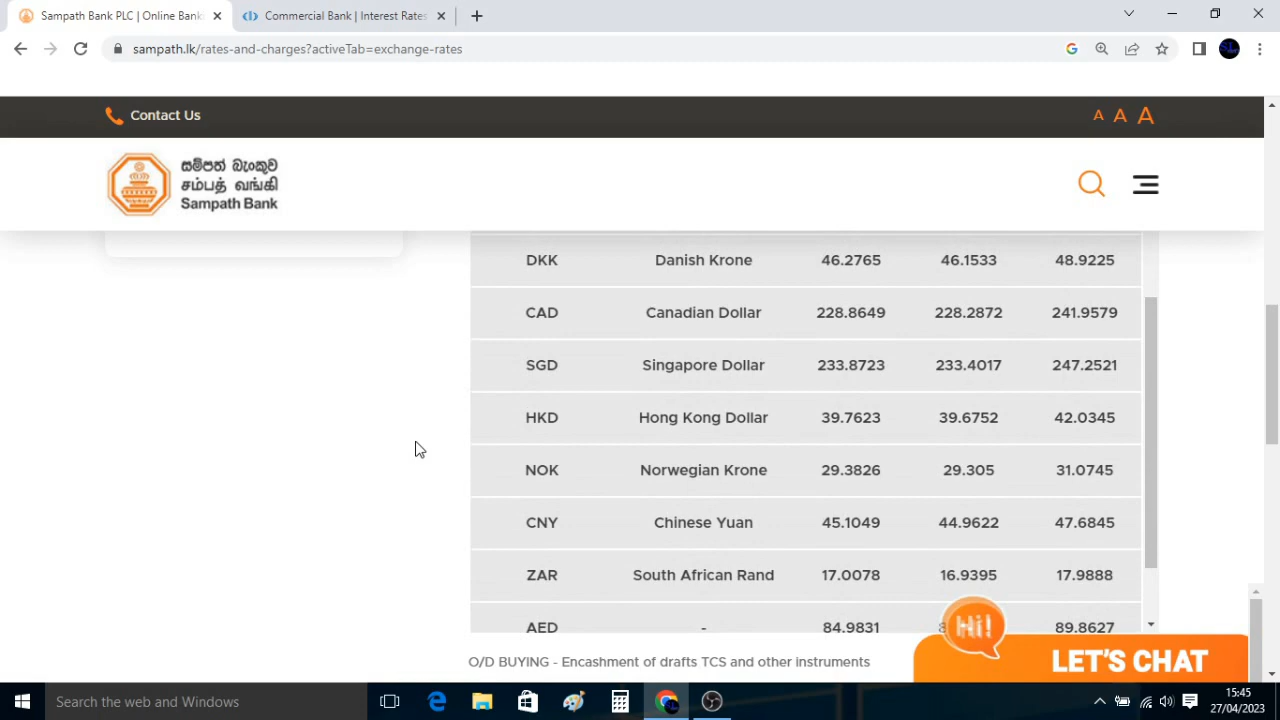 Sampath Bank PLC | Online Bank
Commercial Bank | Interest Rates
sampath.lk/rates-and-charges?activeTab=exchange-rates
Contact Us
A A A
සම්පත් බැංකුව
சம்பத் வங்கி
Sampath Bank
DKK Danish Krone 46.2765 46.1533 48.9225
CAD Canadian Dollar 228.8649 228.2872 241.9579
SGD Singapore Dollar 233.8723 233.4017 247.2521
HKD Hong Kong Dollar 39.7623 39.6752 42.0345
NOK Norwegian Krone 29.3826 29.305 31.0745
CNY Chinese Yuan 45.1049 44.9622 47.6845
ZAR South African Rand 17.0078 16.9395 17.9888
AED - 84.9831 89.8627
Hi!
O/D BUYING - Encashment of drafts TCS and other instruments
LET'S CHAT
Search the web and Windows
15:45
27/04/2023